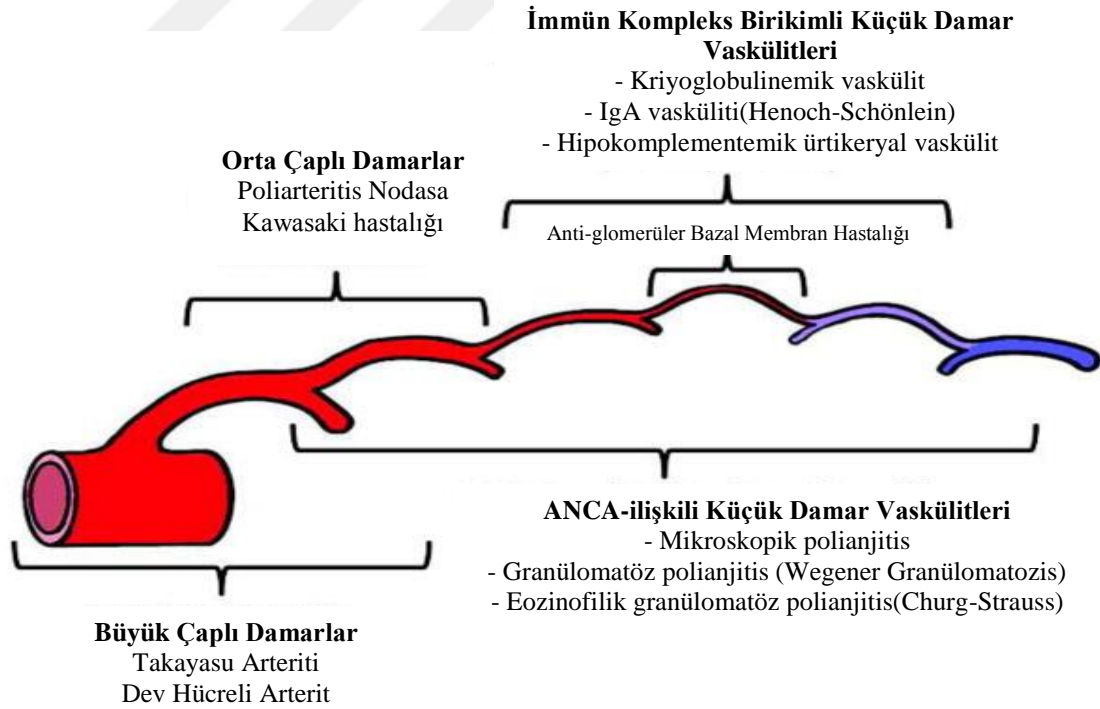 İmmün Kompleks Birikimli Küçük Damar
Vaskülitleri
- Kriyoglobulinemik vaskülit
- IgA vasküliti(Henoch-Schönlein)
- Hipokomplementemik ürtikeryal vaskülit
Orta Çaplı Damarlar
Poliarteritis Nodasa
Kawasaki hastalığı
Anti-glomerüler Bazal Membran Hastalığı
ANCA-ilişkili Küçük Damar Vaskülitleri
- Mikroskopik polianjitis
- Granülomatöz polianjitis (Wegener Granülomatozis)
- Eozinofilik granülomatöz polianjitis(Churg-Strauss)
Büyük Çaplı Damarlar
Takayasu Arteriti
Dev Hücreli Arterit